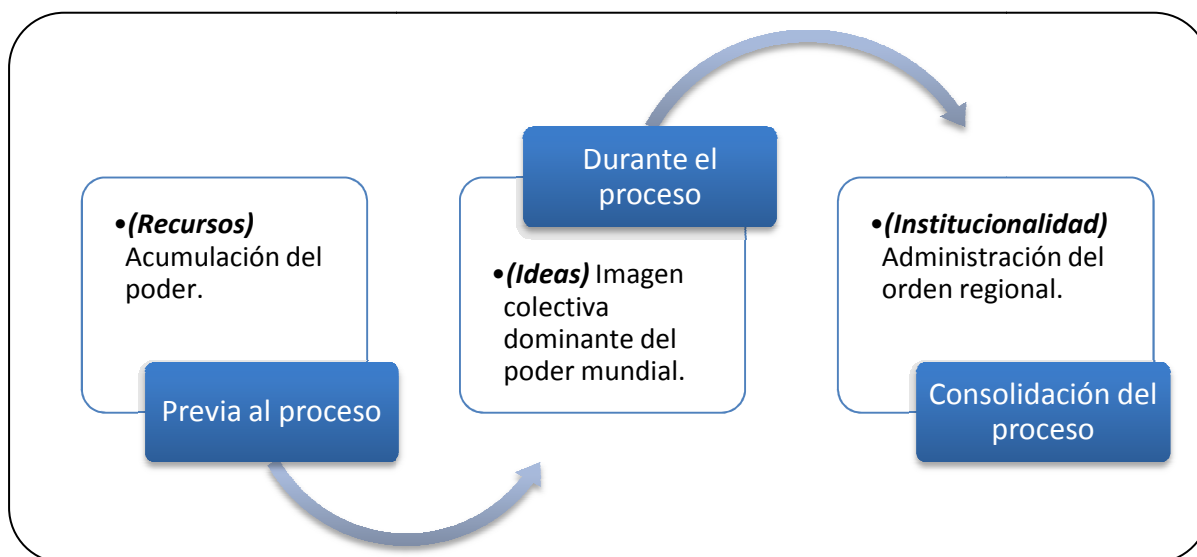 •(Recursos)
Acumulación del
poder.
Previa al proceso
Durante el
proceso
•(Ideas) Imagen
colectiva
dominante del
poder mundial.
•(Institucionalidad)
Administración del
orden regional.
Consolidación del
proceso